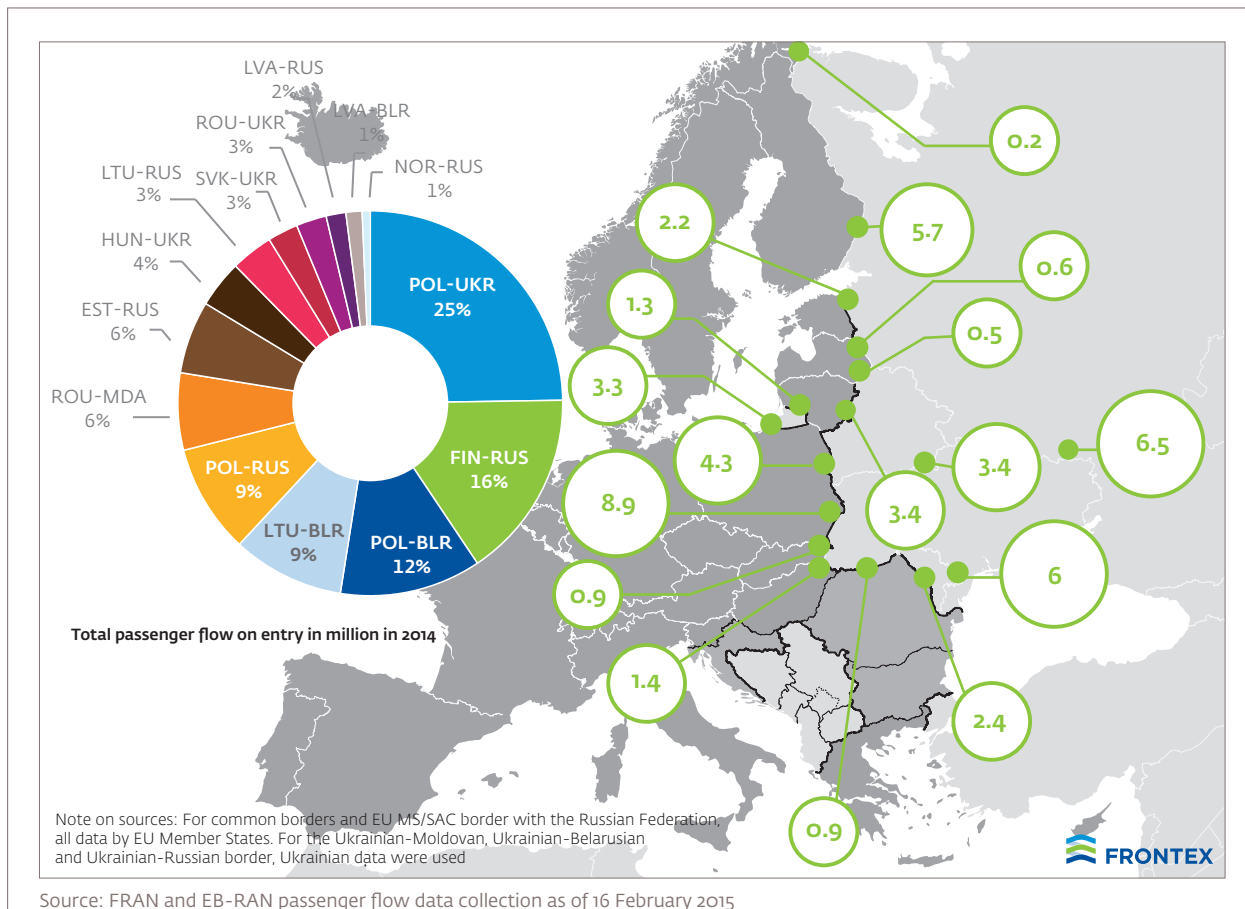 LVA-RUS
2%
LVA-BLR
1%
ROU-UKR
3%
NOR-RUS
1%
LTU-RUS
3%
SVK-UKR
3%
HUN-UKR
4%
EST-RUS
6%
ROU-MDA
6%
POL-RUS
9%
LTU-BLR
9%
POL-BLR
12%
FIN-RUS
16%
POL-UKR
25%
Total passenger flow on entry in million in 2014
0.2
2.2
5.7
0.6
1.3
0.5
3.3
4.3
6.5
3.4
8.9
3.4
6
0.9
1.4
2.4
0.9
Note on sources: For common borders and EU MS/SAC border with the Russian Federation,
all data by EU Member States. For the Ukrainian-Moldovan, Ukrainian-Belarusian
and Ukrainian-Russian border, Ukrainian data were used
FRONTEX
Source: FRAN and EB-RAN passenger flow data collection as of 16 February 2015